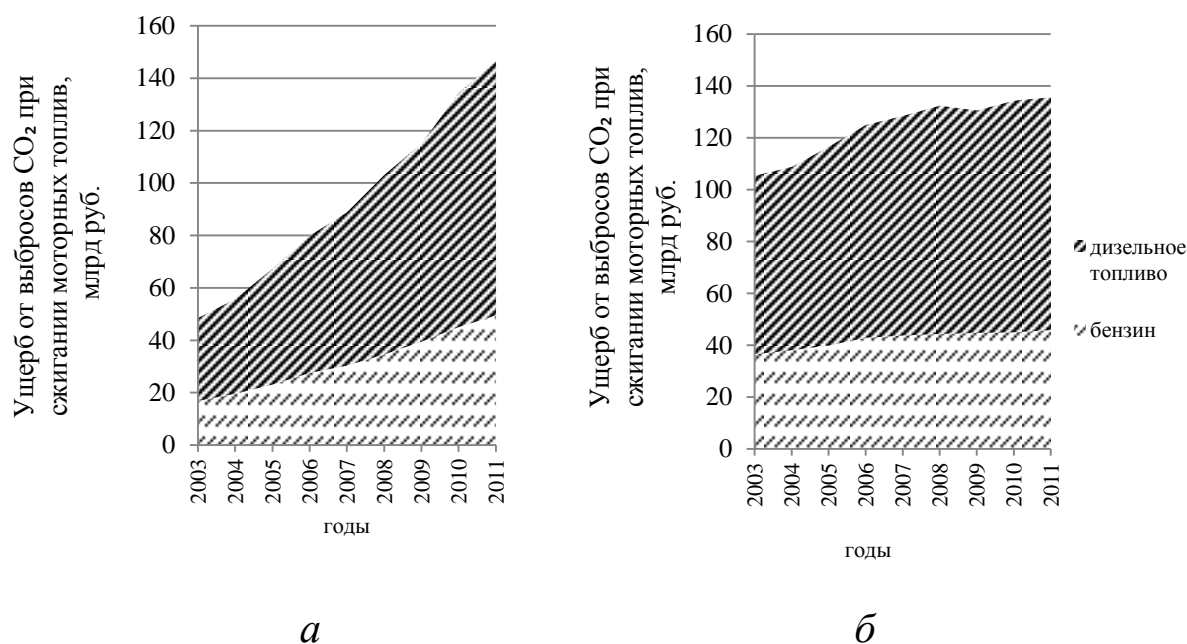 Ущерб от выбросов CO₂ при
сжигании моторных топлив,
млрд руб.
160
140
120
100
80
60
40
20
0
2003
2004
2005
2006
2007
2008
2009
2010
2011
годы
а
Ущерб от выбросов CO₂ при
сжигании моторных топлив,
млрд руб.
160
140
120
100
80
60
40
20
0
2003
2004
2005
2006
2007
2008
2009
2010
2011
годы
б
дизельное
топливо
бензин